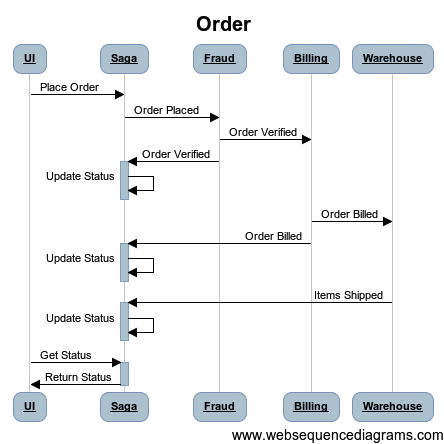 Order
UI Saga Fraud Billing Warehouse
Place Order
Order Placed
Order Verified
Order Verified
Update Status
Order Billed
Order Billed
Update Status
Items Shipped
Update Status
Get Status
Return Status
UI Saga Fraud Billing Warehouse
www.websequencediagrams.com